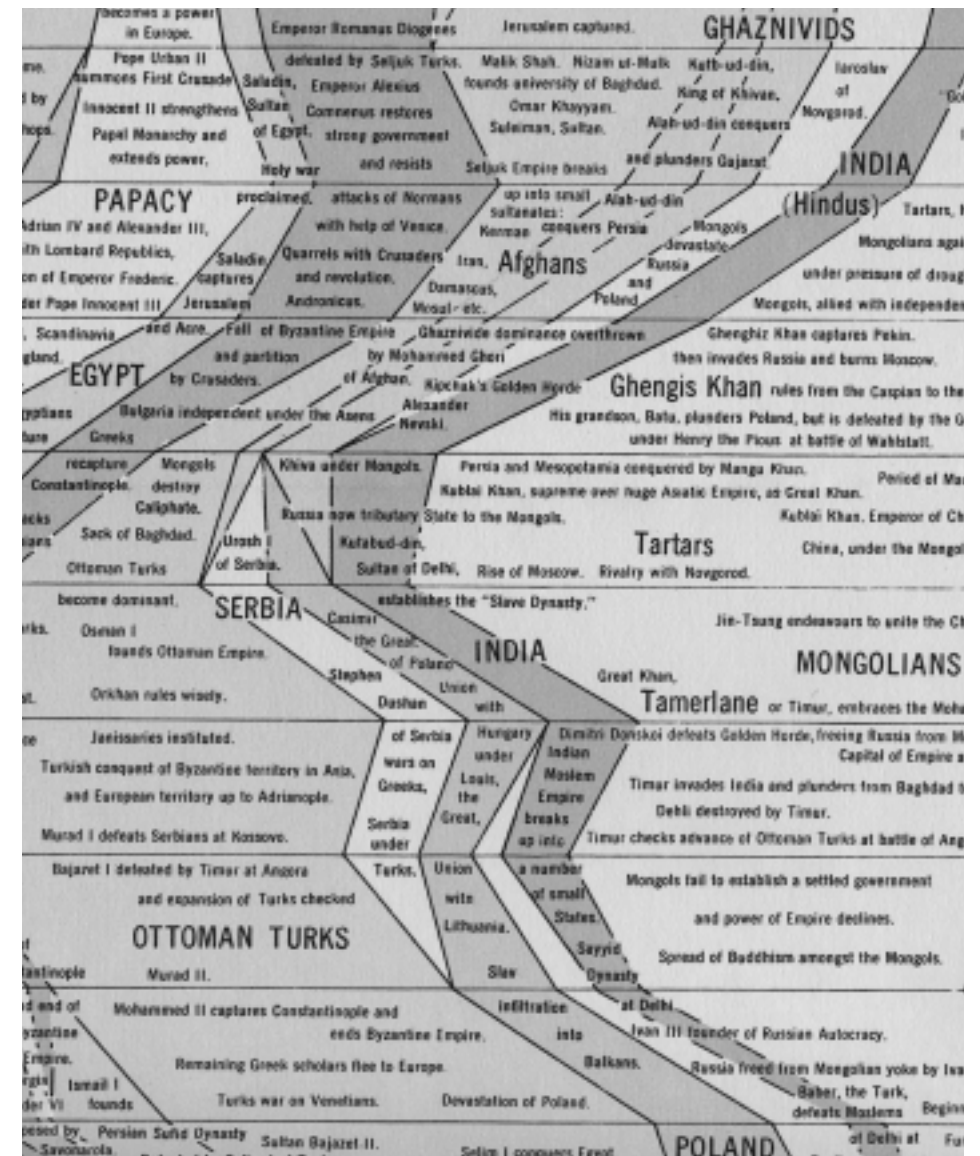 becomes a power
in Europe.
Emperor Romanus Diogenes
Jerusalem captured.
GHAZNIVIDS
Pope Urban II
summons First Crusade
Innocent II strengthens
Papal Monarchy and
extends power,
Saladin,
Sultan
of Egypt.
Holy war
defeated by Seljuk Turks.
Emperor Alexius
Comnenus restores
strong government
and resists
Malik Shah. Nizam ul-Mulk
founds university of Baghdad.
Omar Khayyam.
Suleiman, Sultan.
Seljuk Empire breaks
Kutb-ud-din,
King of Khivan,
Alah-ud-din conquers
and plunders Gajarat.
Iaroslav
of
Novgorod.
INDIA
(Hindus)
PAPACY
Adrian IV and Alexander III,
ith Lombard Republics,
on of Emperor Frederic.
der Pope Innocent III
proclaimed.
Saladin
captures
Jerusalem
attacks of Normans
with help of Venice.
Quarrels with Crusaders
and revolution.
Andronicus.
up into small
sultanates:
Kerman
Iran,
Damascus,
Mosul - etc.
Alah-ud-din
conquers Persia
Afghans
Mongols
devastate
Russia
and
Poland
Tartars,
Mongolians agai
under pressure of droug
Mongols, allied with independen
Scandinavia
gland.
and Acre.
Fall of Byzantine Empire
and partition
by Crusaders.
Ghaznivide dominance overthrown
by Mohammed Ghori
of Afghan.
Ghenghiz Khan captures Pekin.
then invades Russia and burns Moscow.
EGYPT
Kipchak's Golden Horde
Ghengis Khan rules from the Caspian to the
yptians
Bulgaria independent under the Asens
Alexander
Nevski.
His grandson, Batu, plunders Poland, but is defeated by the G
under Henry the Pious at battle of Wahlstatt.
Greeks
recapture
Constantinople.
Mongols
destroy
Caliphate.
Sack of Baghdad.
Ottoman Turks
Khiva under Mongols.
Persia and Mesopotamia conquered by Mangu Khan.
Period of Ma
Kublai Khan, supreme over huge Asiatic Empire, as Great Khan.
Russia now tributary State to the Mongols.
Kublai Khan. Emperor of Ch
Urosh I
of Serbia.
Kutabud-din,
Sultan of Delhi,
Tartars
China, under the Mongol
Rise of Moscow. Rivalry with Novgorod.
become dominant.
SERBIA
establishes the "Slave Dynasty."
Jin-Tsung endeavours to unite the Ch
Osman I
founds Ottoman Empire.
Orkhan rules wisely.
Casimir
the Great.
of Poland
Union
with
INDIA
MONGOLIANS
Great Khan,
Tamerlane or Timur, embraces the Moha
Stephen
Dushan
Janissaries instituted.
Turkish conquest of Byzantine territory in Asia,
and European territory up to Adrianople.
Murad I defeats Serbians at Kossovo.
of Serbia
wars on
Greeks,
Serbia
under
Hungary
under
Louis,
the
Great,
Indian
Moslem
Empire
breaks
up into
Dimitri Donskoi defeats Golden Horde, freeing Russia from M
Capital of Empire a
Timur invades India and plunders from Baghdad t
Dehli destroyed by Timur.
Timur checks advance of Ottoman Turks at battle of Ang
Bajazet I defeated by Timur at Angora
and expansion of Turks checked
OTTOMAN TURKS
Murad II.
Turks.
Union
with
Lithuania.
Slav
a number
of small
States.
Sayyid
Dynasty
Mongols fail to establish a settled government
and power of Empire declines.
Spread of Buddhism amongst the Mongols.
tantinople
d end of
yzantine
Empire.
Mohammed II captures Constantinople and
ends Byzantine Empire.
Remaining Greek scholars flee to Europe.
Turks war on Venetians.
Devastation of Poland.
infiltration
into
Balkans.
at Delhi
Ivan III founder of Russian Autocracy.
Russia freed from Mongolian yoke by Iva
Baber, the Turk,
defeats Moslems
of Delhi at
Beginn
Ismail I
founds
Persian Sufid Dynasty
Savonarola.
Sultan Bajazet II.
Selim I conquers Egypt
POLAND